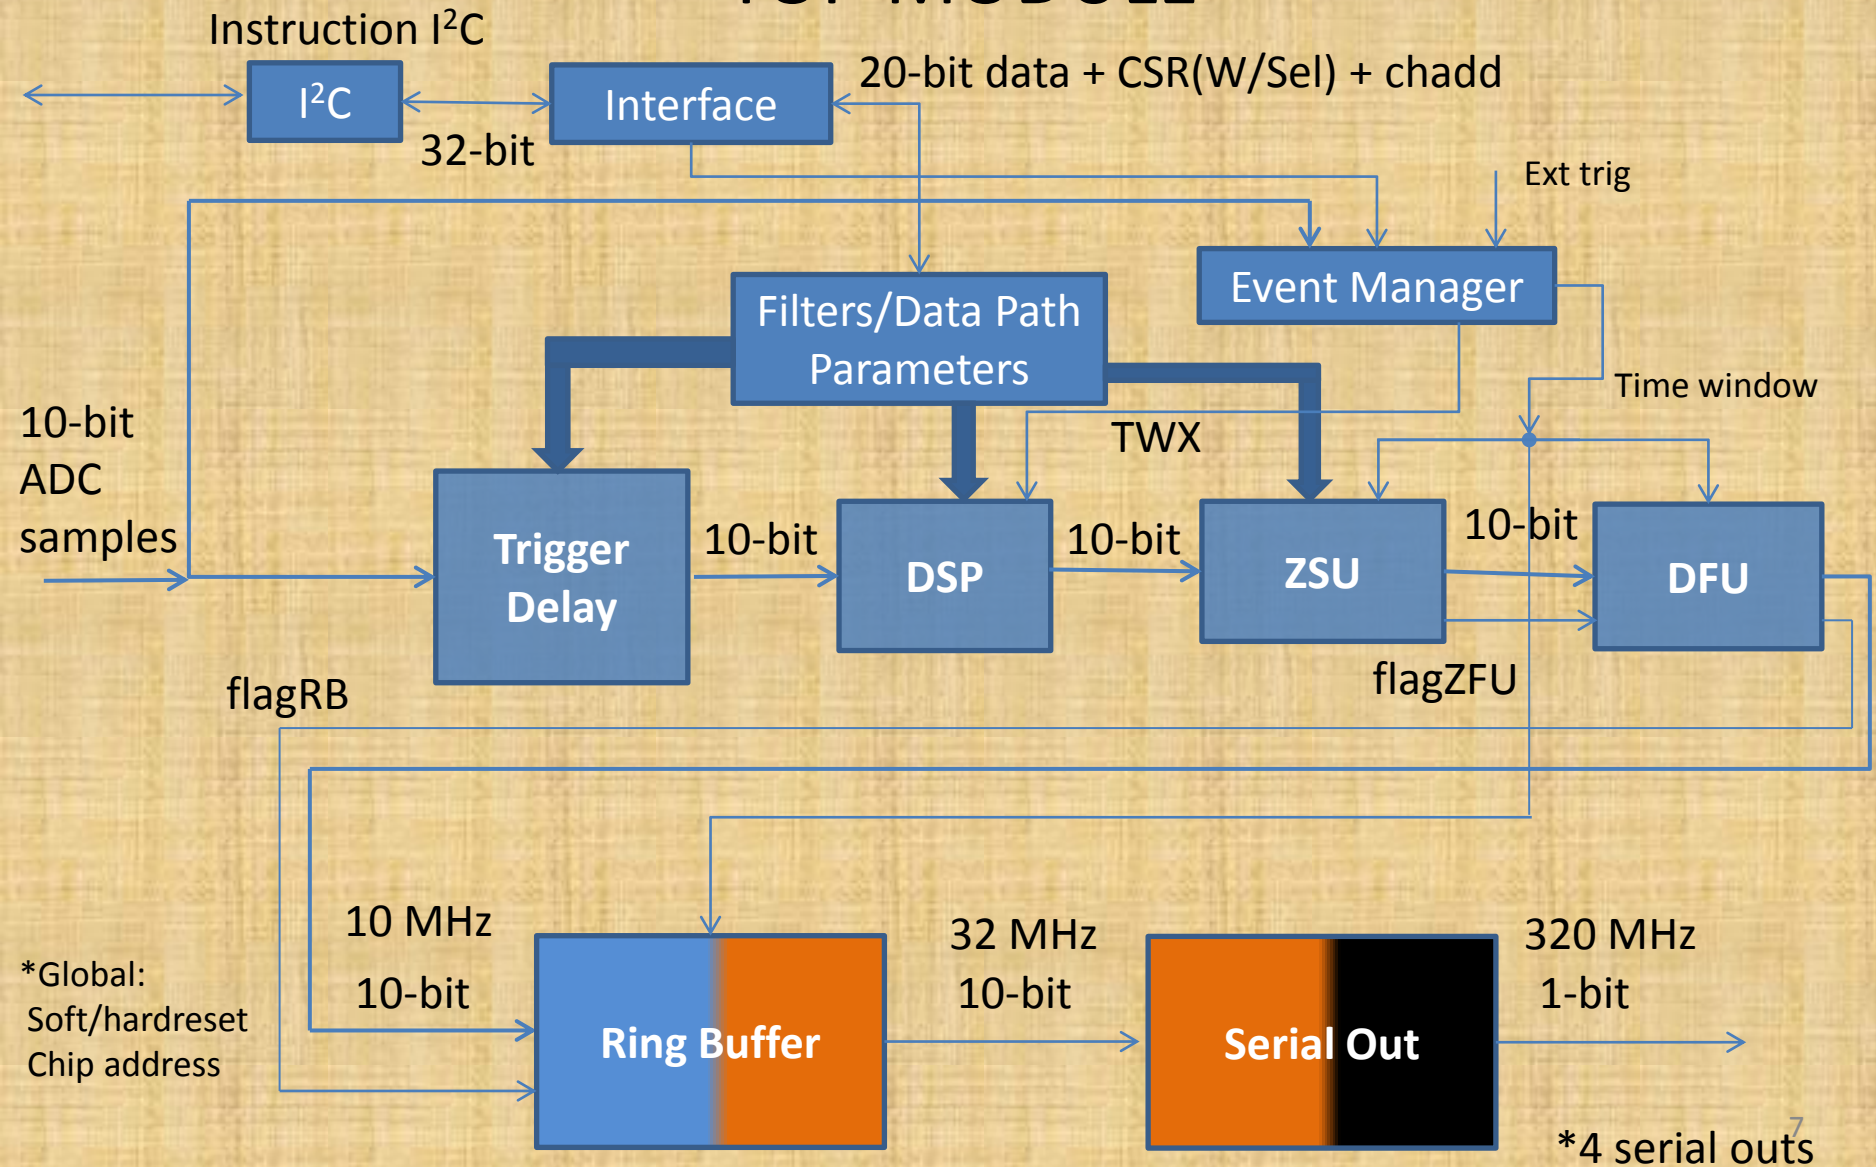 TOP MODULE
Instruction I²C
I²C
32-bit
Interface
20-bit data + CSR(W/Sel) + chadd
Ext trig
Event Manager
Filters/Data Path
Parameters
Time window
TWX
10-bit
ADC
samples
Trigger
Delay
10-bit
DSP
10-bit
ZSU
10-bit
DFU
flagRB
flagZFU
10 MHz
10-bit
32 MHz
10-bit
320 MHz
1-bit
*Global:
Soft/hardreset
Chip address
Ring Buffer
Serial Out
7
*4 serial outs